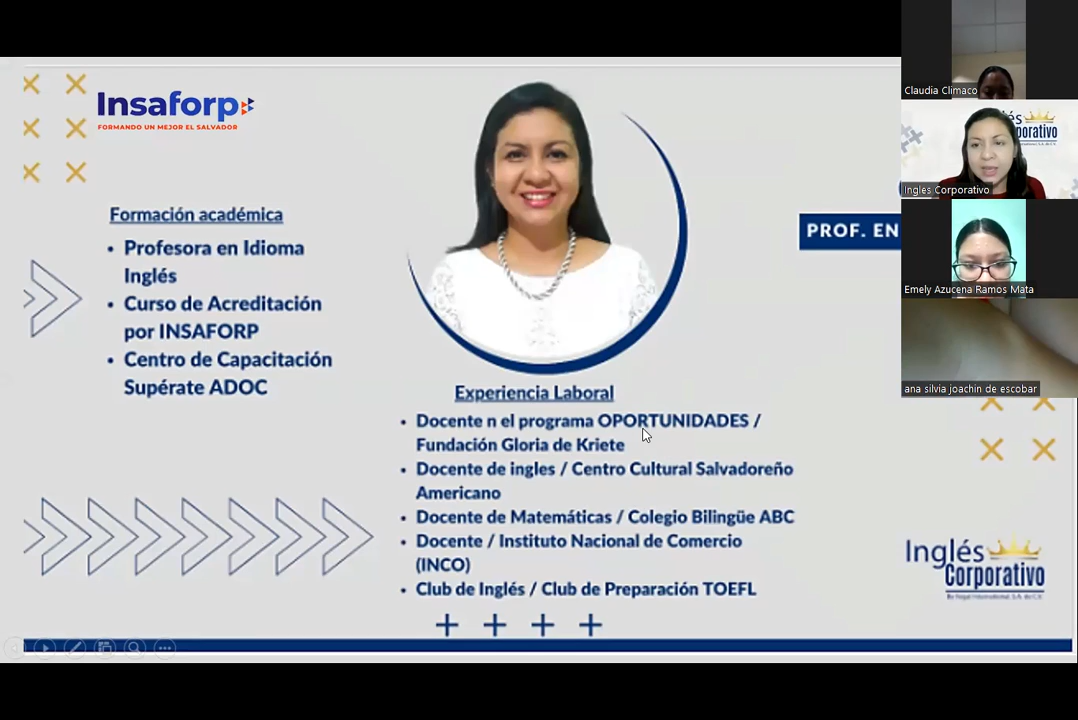 Insaforp
FORMANDO UN MEJOR EL SALVADOR
Formación académica
• Profesora en Idioma
Inglés
• Curso de Acreditación
por INSAFORP
• Centro de Capacitación
Supérate ADOC
PROF. EN
Experiencia Laboral
• Docente n el programa OPORTUNIDADES /
Fundación Gloria de Kriete
• Docente de ingles / Centro Cultural Salvadoreño
Americano
• Docente de Matemáticas / Colegio Bilingüe ABC
• Docente / Instituto Nacional de Comercio
(INCO)
• Club de Inglés / Club de Preparación TOEFL
Inglés
Corporativo
Claudia Climaco
Ingles Corporativo
Emely Azucena Ramos Mata
ana silvia joachin de escobar